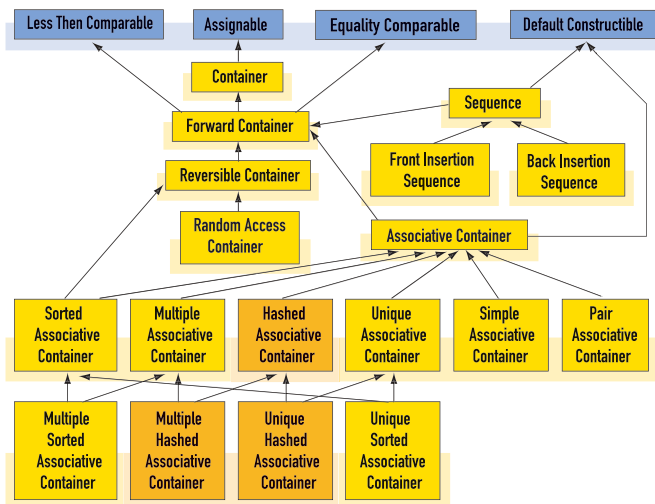 Less Then Comparable
Assignable
Equality Comparable
Default Constructible
Container
Sequence
Forward Container
Front Insertion
Sequence
Back Insertion
Sequence
Reversible Container
Random Access
Container
Associative Container
Sorted
Associative
Container
Multiple
Associative
Container
Hashed
Associative
Container
Unique
Associative
Container
Simple
Associative
Container
Pair
Associative
Container
Multiple
Sorted
Associative
Container
Multiple
Hashed
Associative
Container
Unique
Hashed
Associative
Container
Unique
Sorted
Associative
Container